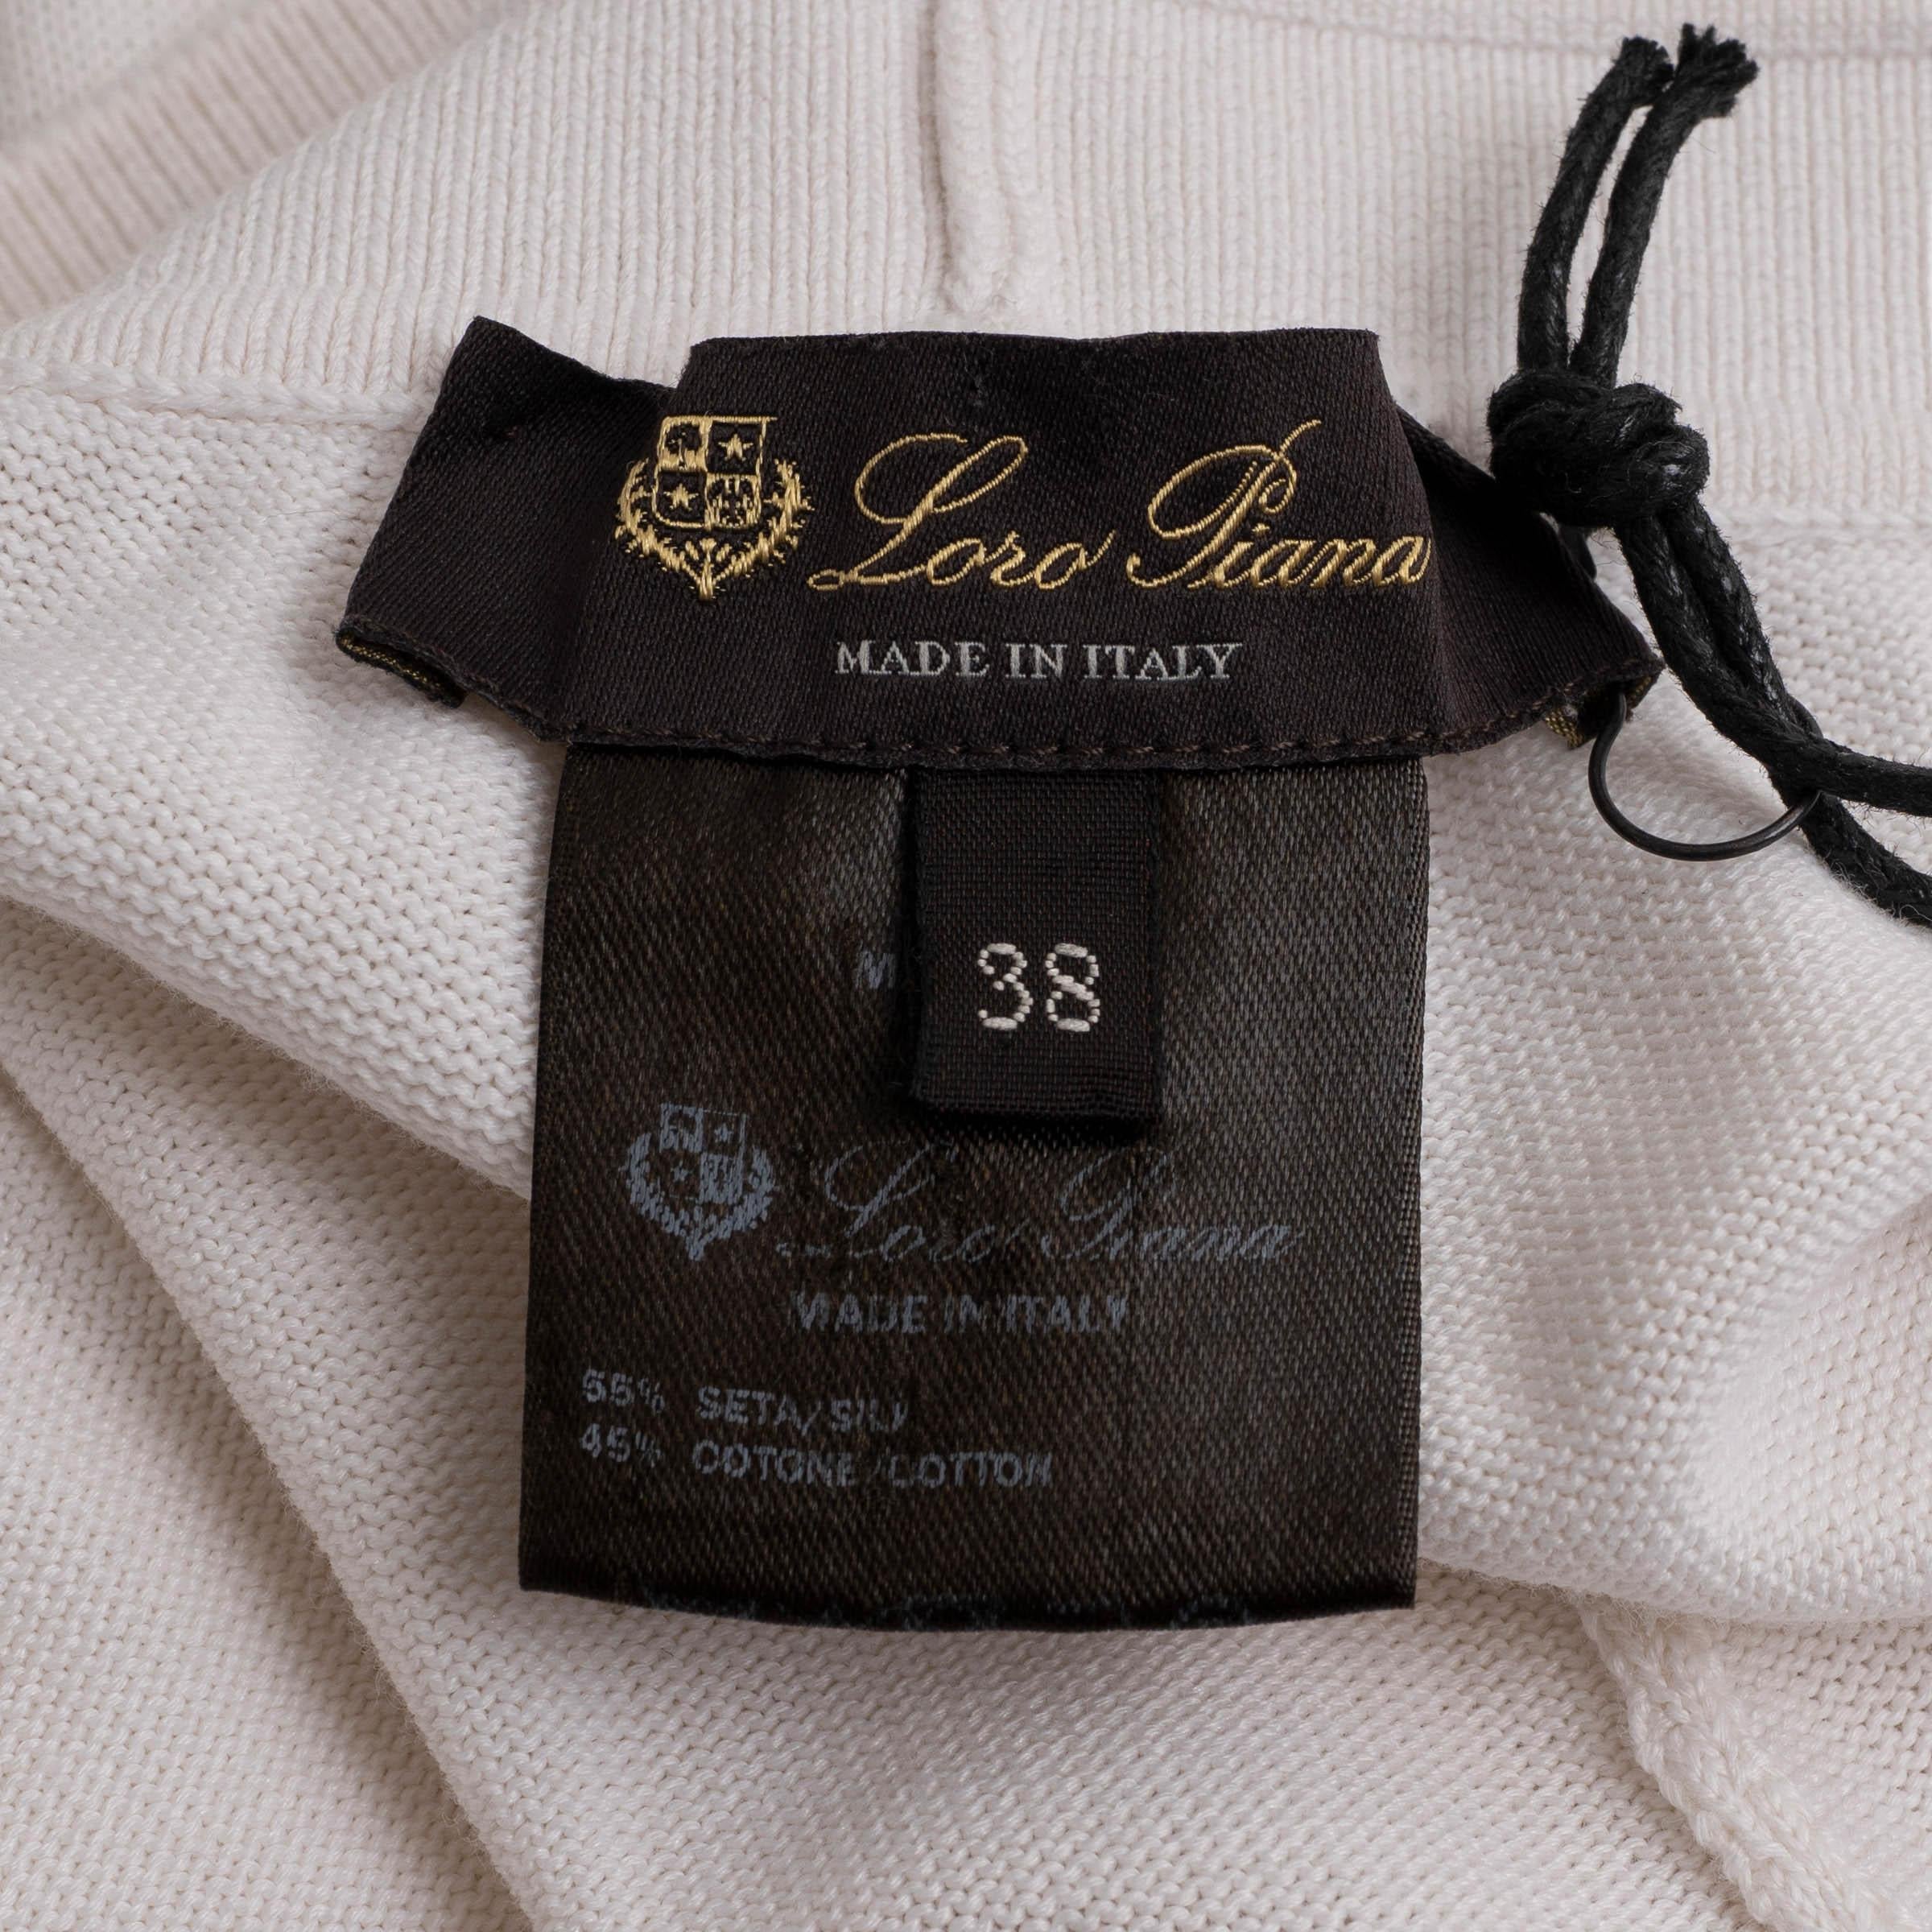 Loro Piana
MADE IN ITALY
38
Loro Piana
MADE IN ITALY
55% SETA/SILK
45% COTONE/COTTON